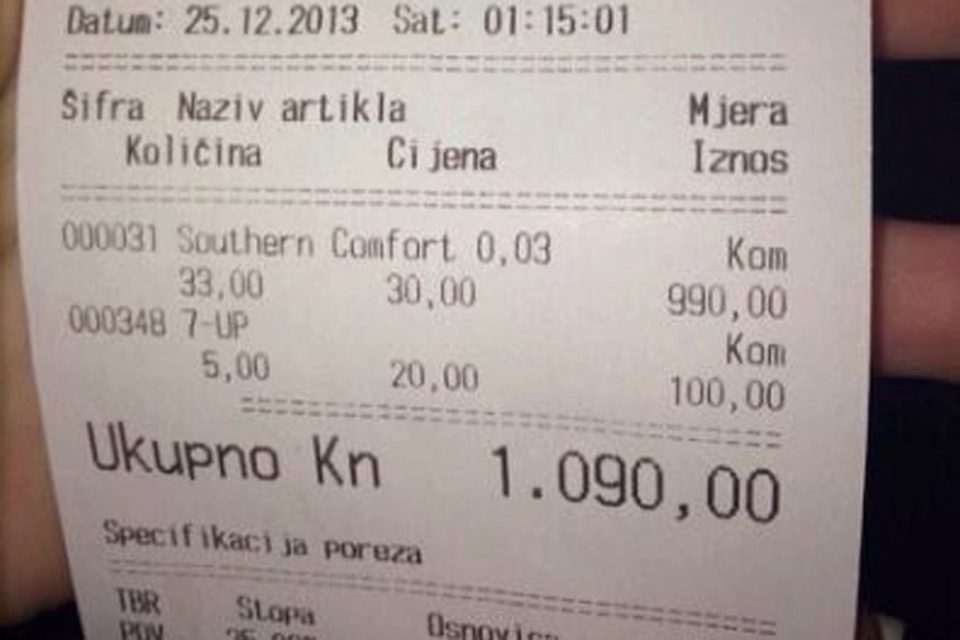 Datum: 25.12.2013 Sat: 01:15:01
Šifra Naziv artikla Mjera
Količina Cijena Iznos
000031 Southern Comfort 0,03 Kom
33,00 30,00 990,00
000348 7-UP Kom
5,00 20,00 100,00
Ukupno Kn 1.090,00
Specifikacija poreza
TBR Stopa Osnovica
PDV